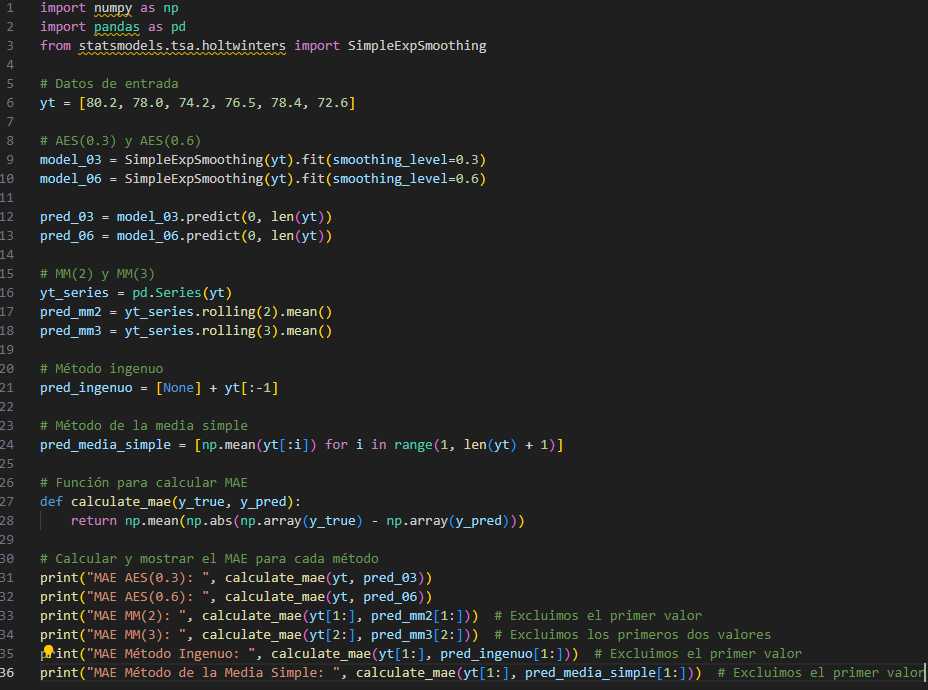 1 import numpy as np
2 import pandas as pd
3 from statsmodels.tsa.holtwinters import SimpleExpSmoothing
4
5 # Datos de entrada
6 yt = [80.2, 78.0, 74.2, 76.5, 78.4, 72.6]
7
8 # AES(0.3) y AES(0.6)
9 model_03 = SimpleExpSmoothing(yt).fit(smoothing_level=0.3)
10 model_06 = SimpleExpSmoothing(yt).fit(smoothing_level=0.6)
11
12 pred_03 = model_03.predict(0, len(yt))
13 pred_06 = model_06.predict(0, len(yt))
14
15 # MM(2) y MM(3)
16 yt_series = pd.Series(yt)
17 pred_mm2 = yt_series.rolling(2).mean()
18 pred_mm3 = yt_series.rolling(3).mean()
19
20 # Método ingenuo
21 pred_ingenuo = [None] + yt[:-1]
22
23 # Método de la media simple
24 pred_media_simple = [np.mean(yt[:i]) for i in range(1, len(yt) + 1)]
25
26 # Función para calcular MAE
27 def calculate_mae(y_true, y_pred):
28     return np.mean(np.abs(np.array(y_true) - np.array(y_pred)))
29
30 # Calcular y mostrar el MAE para cada método
31 print("MAE AES(0.3): ", calculate_mae(yt, pred_03))
32 print("MAE AES(0.6): ", calculate_mae(yt, pred_06))
33 print("MAE MM(2): ", calculate_mae(yt[1:], pred_mm2[1:]))  # Excluimos el primer valor
34 print("MAE MM(3): ", calculate_mae(yt[2:], pred_mm3[2:]))  # Excluimos los primeros dos valores
35 print("MAE Método Ingenuo: ", calculate_mae(yt[1:], pred_ingenuo[1:]))  # Excluimos el primer valor
36 print("MAE Método de la Media Simple: ", calculate_mae(yt[1:], pred_media_simple[1:]))  # Excluimos el primer valor